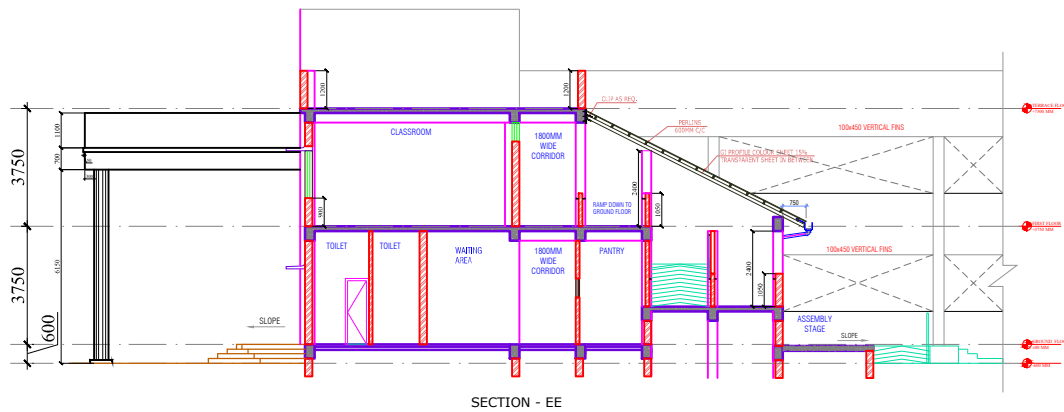 1200
1200
CLIP AS REQ.
PERLINS
600MM C/C
G1 PROFILE COLOUR SHEET 15%
TRANSPARENT SHEET IN BETWEEN
100x450 VERTICAL FINS
CLASSROOM
1800MM
WIDE
CORRIDOR
1100
700
3750
2400
900
RAMP DOWN TO
GROUND FLOOR
1050
750
TOILET
TOILET
WAITING
AREA
1800MM
WIDE
CORRIDOR
PANTRY
100x450 VERTICAL FINS
3750
6150
2400
1050
600
SLOPE
ASSEMBLY
STAGE
SLOPE
SECTION - EE